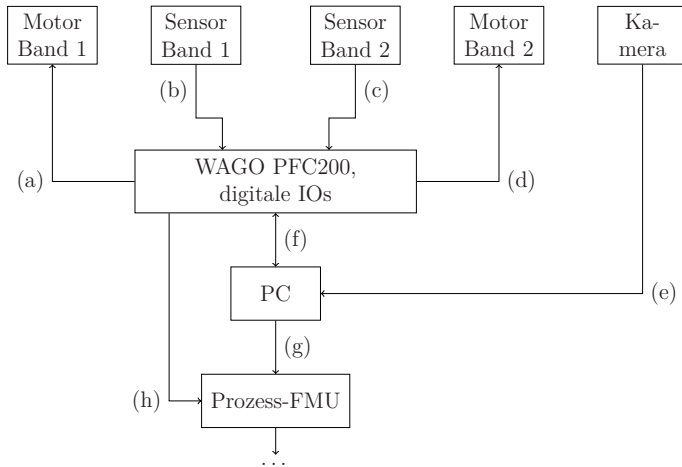 Motor
Band 1
Sensor
Band 1
Sensor
Band 2
Motor
Band 2
Ka-
mera
(b)
(c)
(a)
WAGO PFC200,
digitale IOs
(d)
(f)
PC
(e)
(g)
(h)
Prozess-FMU
...